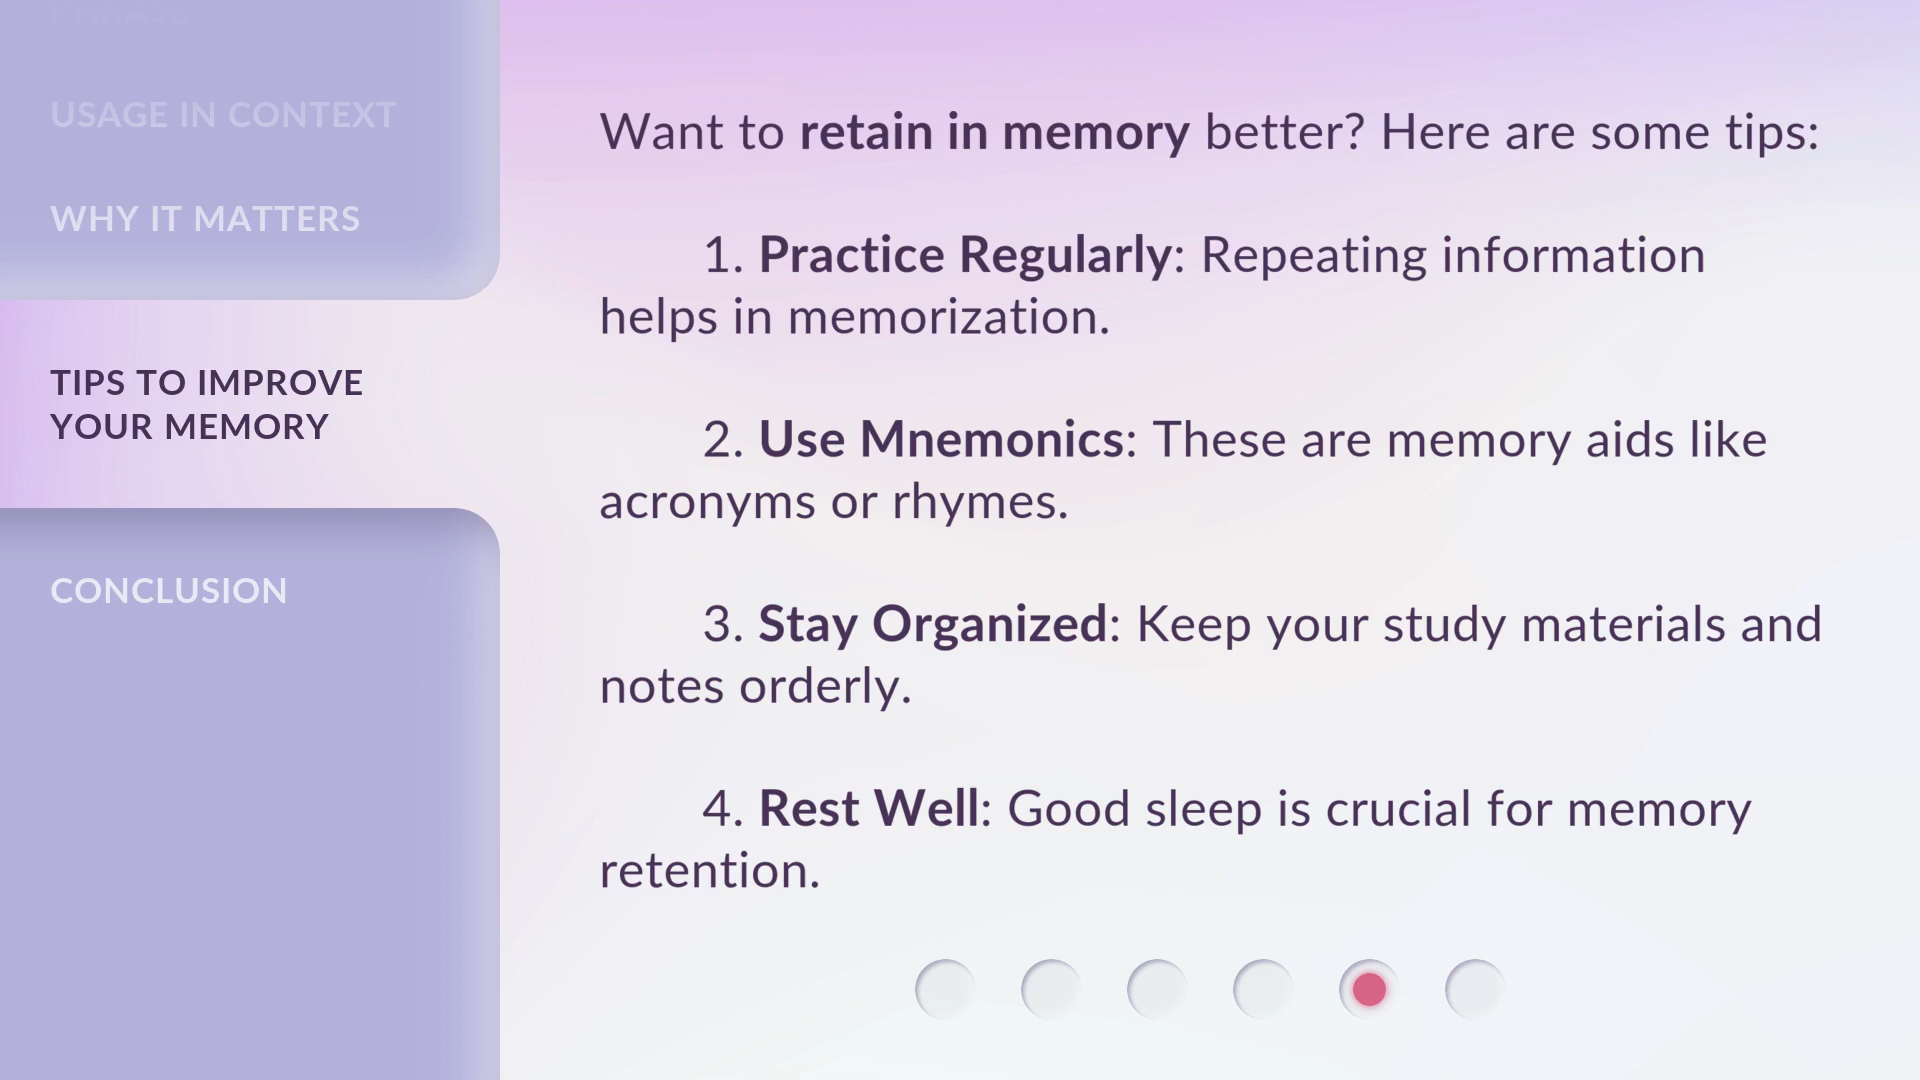 PHRASE
USAGE IN CONTEXT
WHY IT MATTERS
TIPS TO IMPROVE
YOUR MEMORY
CONCLUSION
Want to retain in memory better? Here are some tips:
1. Practice Regularly: Repeating information
helps in memorization.
2. Use Mnemonics: These are memory aids like
acronyms or rhymes.
3. Stay Organized: Keep your study materials and
notes orderly.
4. Rest Well: Good sleep is crucial for memory
retention.